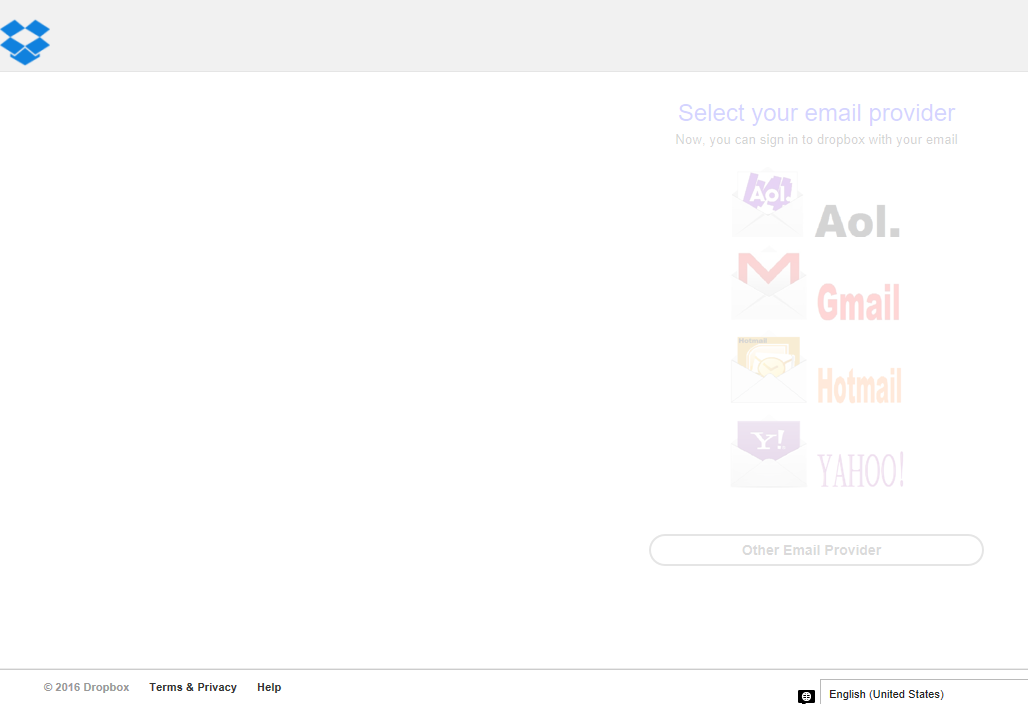 Select your email provider
Now, you can sign in to dropbox with your email
Aol.
Aol.
Gmail
Hotmail
Hotmail
Y!
YAHOO!
Other Email Provider
© 2016 Dropbox Terms & Privacy Help
English (United States)